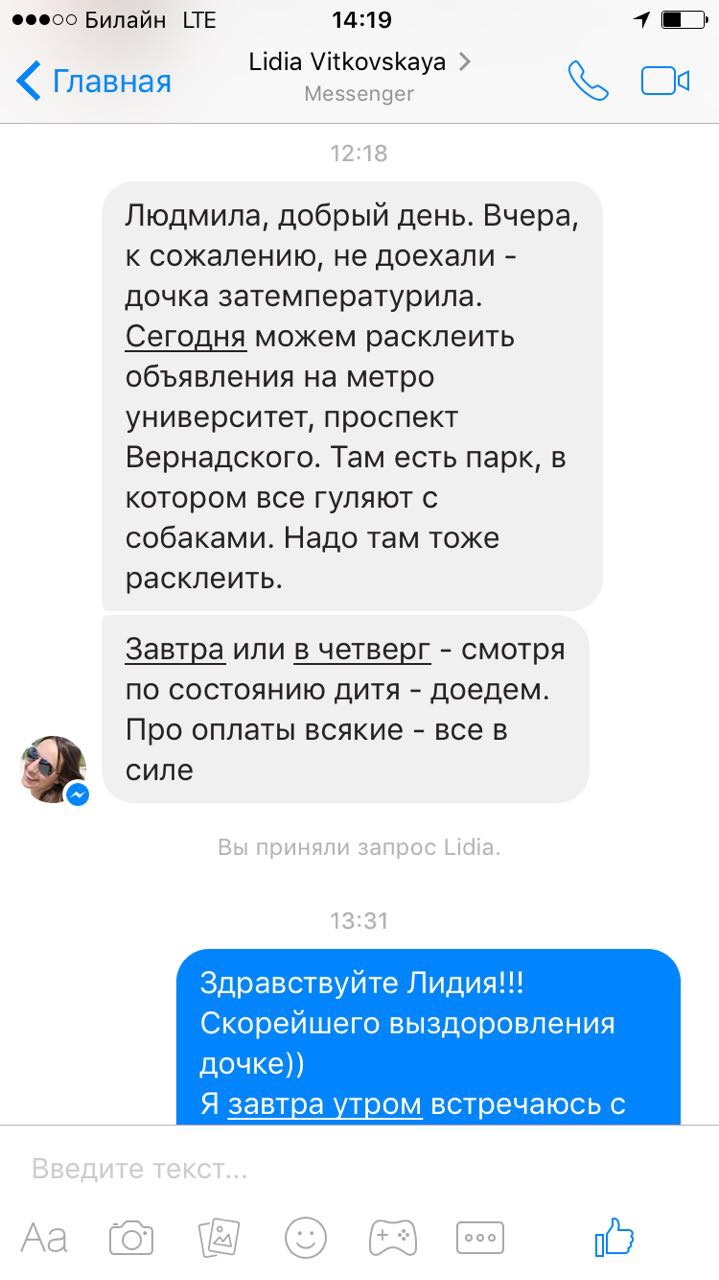 Билайн LTE 14:19
Главная
Lidia Vitkovskaya
Messenger
12:18
Людмила, добрый день. Вчера,
к сожалению, не доехали -
дочка затемпературила.
Сегодня можем расклеить
объявления на метро
университет, проспект
Вернадского. Там есть парк, в
котором все гуляют с
собаками. Надо там тоже
расклеить.
Завтра или в четверг - смотря
по состоянию дитя - доедем.
Про оплаты всякие - все в
силе
Вы приняли запрос Lidia.
13:31
Здравствуйте Лидия!!!
Скорейшего выздоровления
дочке))
Я завтра утром встречаюсь с
Введите текст...
Aa